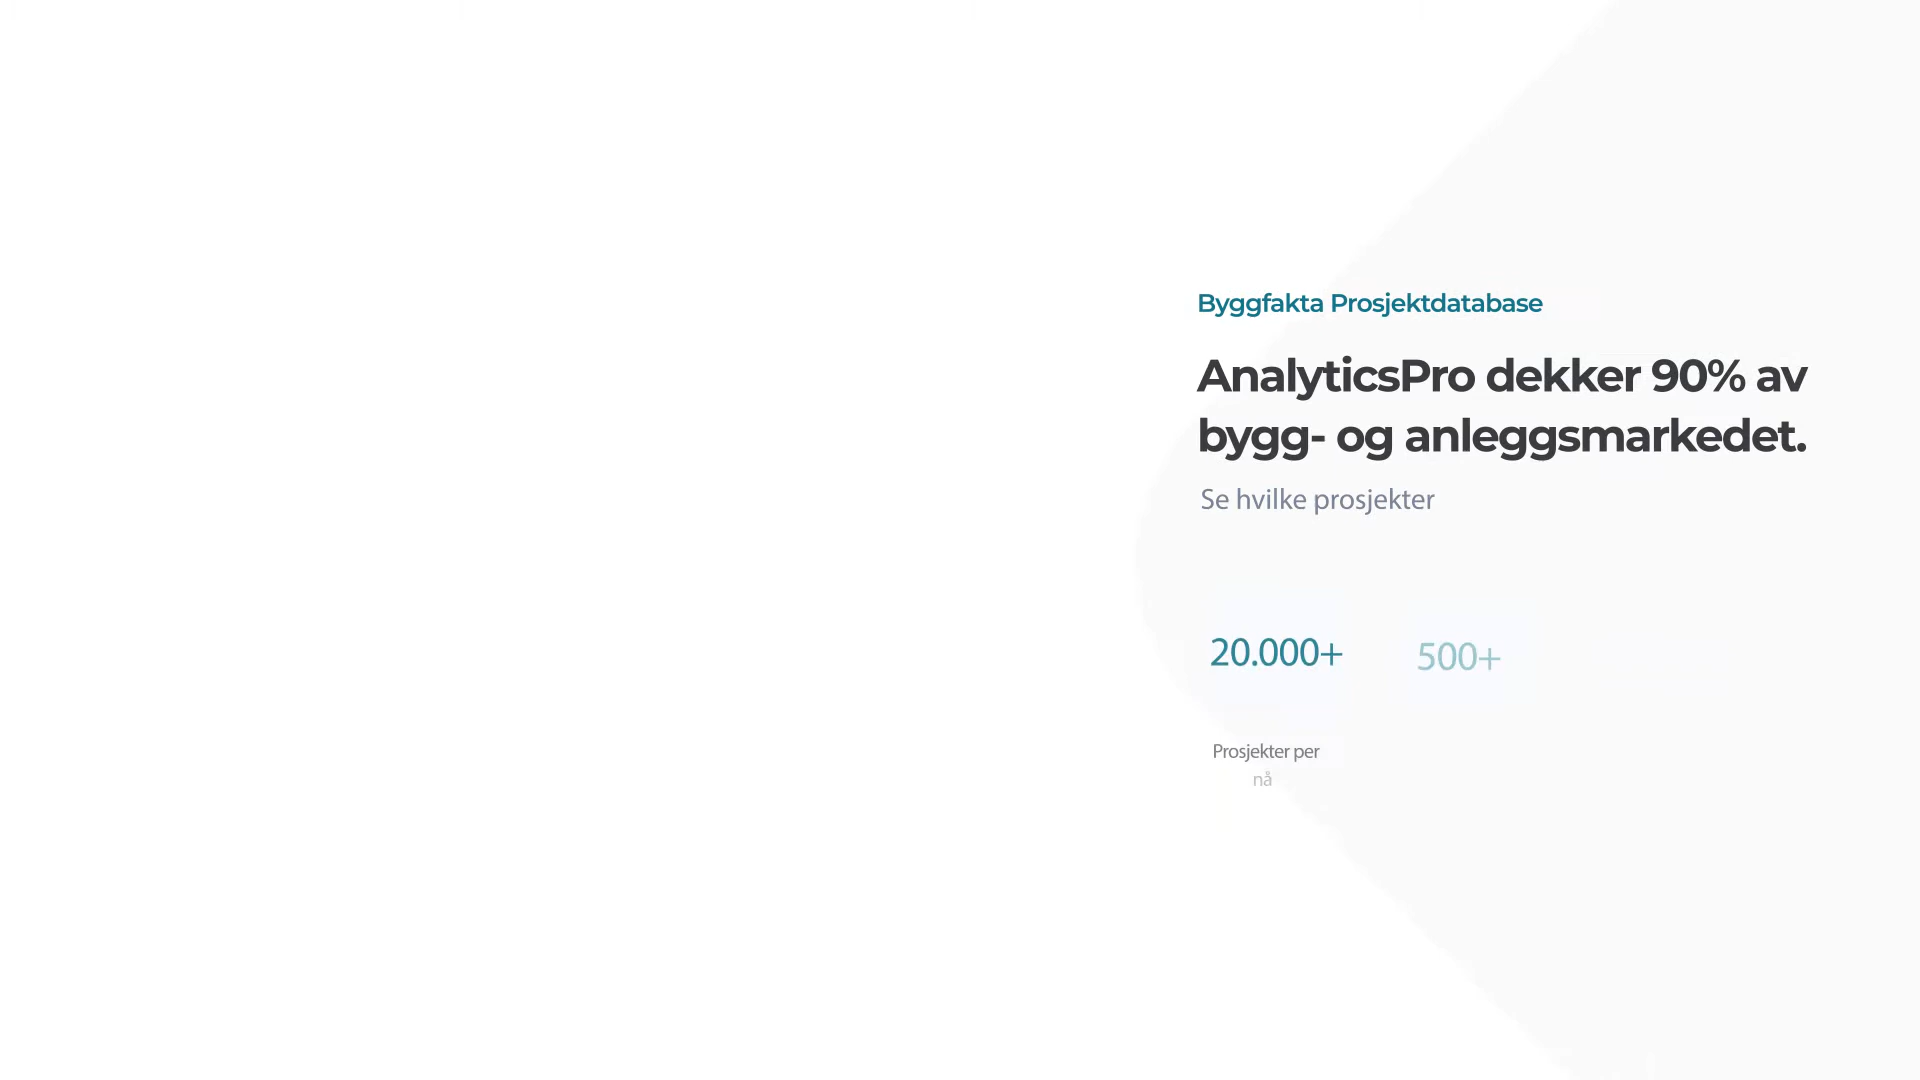 Byggfakta Prosjektdatabase
AnalyticsPro dekker 90% av
bygg- og anleggsmarkedet.
Se hvilke prosjekter
20.000+
500+
Prosjekter per
nå